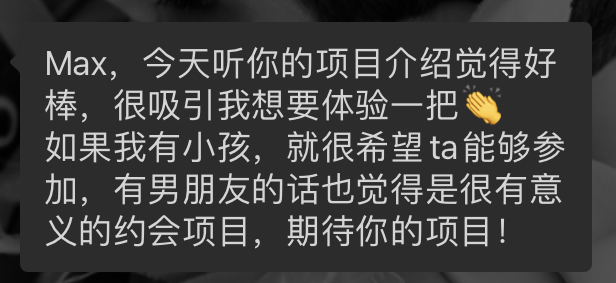 Max，今天听你的项目介绍觉得好
棒，很吸引我想要体验一把👏
如果我有小孩，就很希望ta能够参
加，有男朋友的话也觉得是很有意
义的约会项目，期待你的项目！